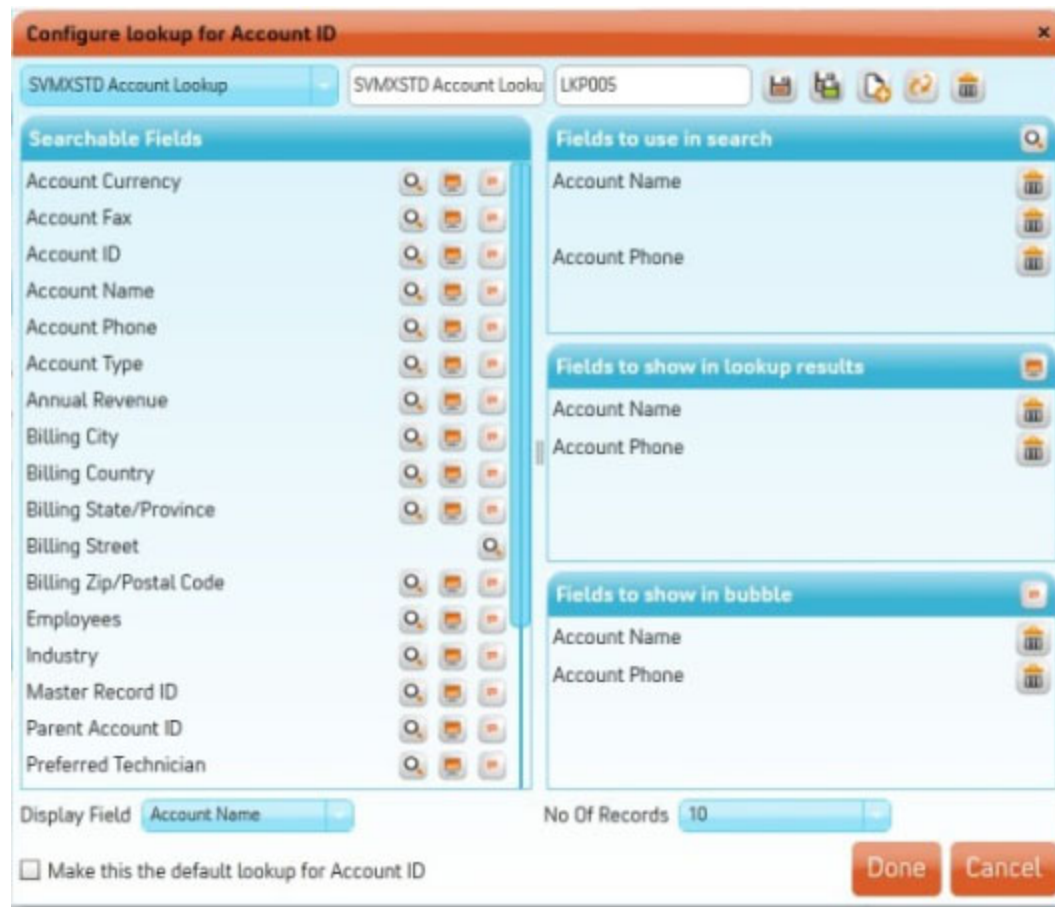 Configure lookup for Account ID
SVMXSTD Account Lookup
SVMXSTD Account Looku
LKP005
Searchable Fields
Account Currency
Account Fax
Account ID
Account Name
Account Phone
Account Type
Annual Revenue
Billing City
Billing Country
Billing State/Province
Billing Street
Billing Zip/Postal Code
Employees
Industry
Master Record ID
Parent Account ID
Preferred Technician
Fields to use in search
Account Name
Account Phone
Fields to show in lookup results
Account Name
Account Phone
Fields to show in bubble
Account Name
Account Phone
Display Field Account Name
No Of Records 10
Make this the default lookup for Account ID
Done Cancel